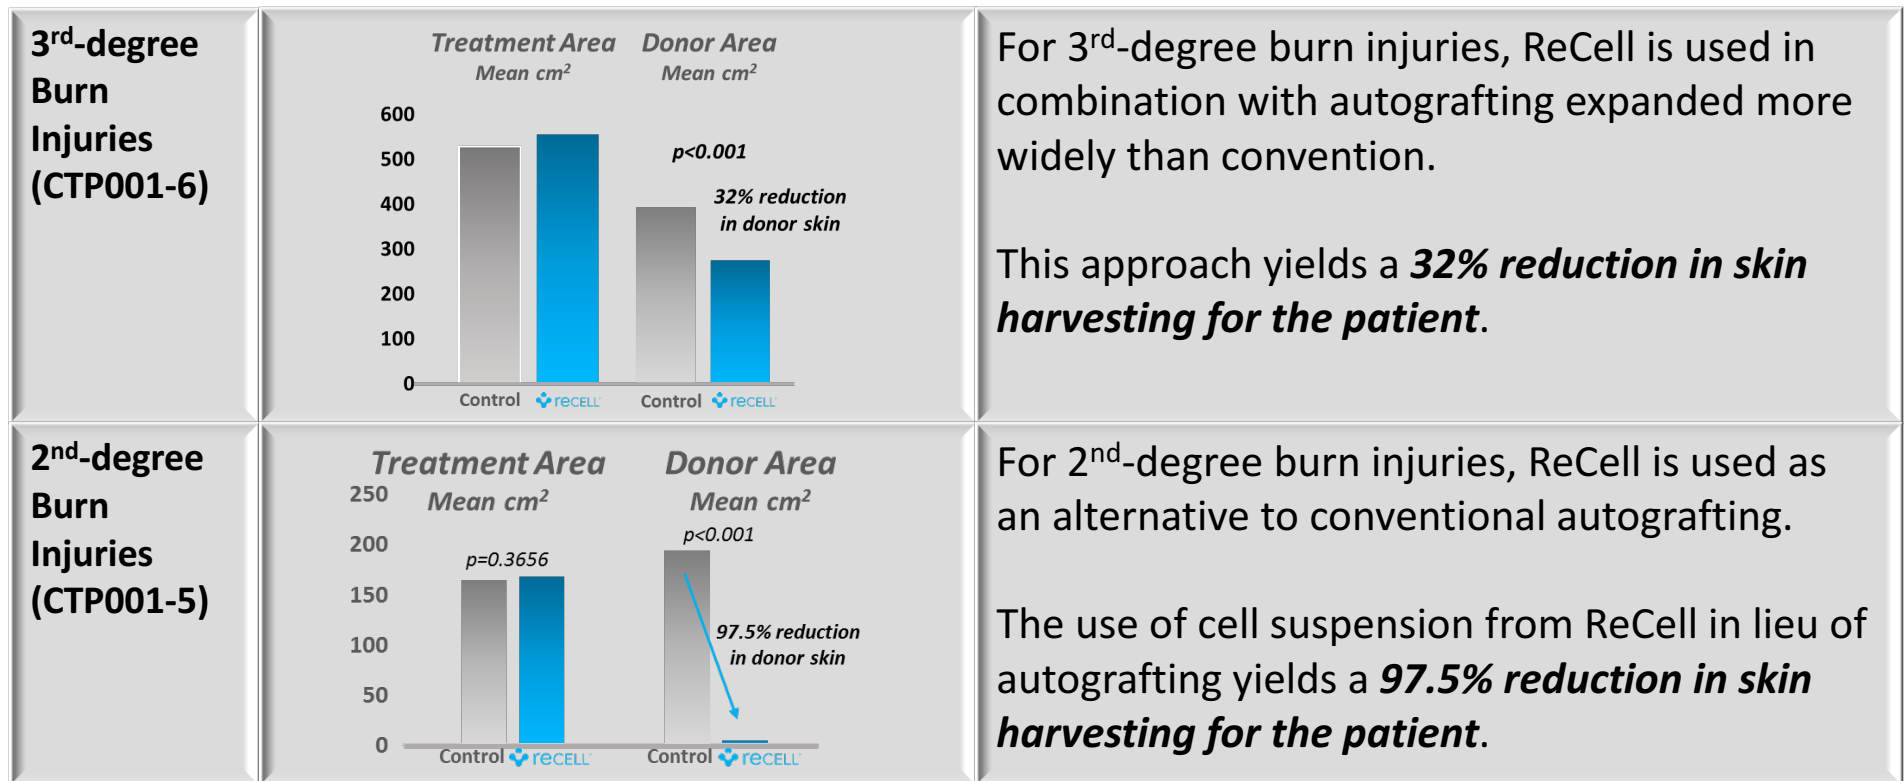 3rd-degree
Burn
Injuries
(CTP001-6)
Treatment Area
Mean cm2
Donor Area
Mean cm2
600
500
400
300
200
100
0
p<0.001
32% reduction
in donor skin
Control
recell
Control
recell
For 3rd-degree burn injuries, ReCell is used in
combination with autografting expanded more
widely than convention.
This approach yields a 32% reduction in skin
harvesting for the patient.
2nd-degree
Burn
Injuries
(CTP001-5)
Treatment Area
Mean cm2
Donor Area
Mean cm2
250
200
150
100
50
0
p=0.3656
p<0.001
97.5% reduction
in donor skin
Control
recell
Control
recell
For 2nd-degree burn injuries, ReCell is used as
an alternative to conventional autografting.
The use of cell suspension from ReCell in lieu of
autografting yields a 97.5% reduction in skin
harvesting for the patient.